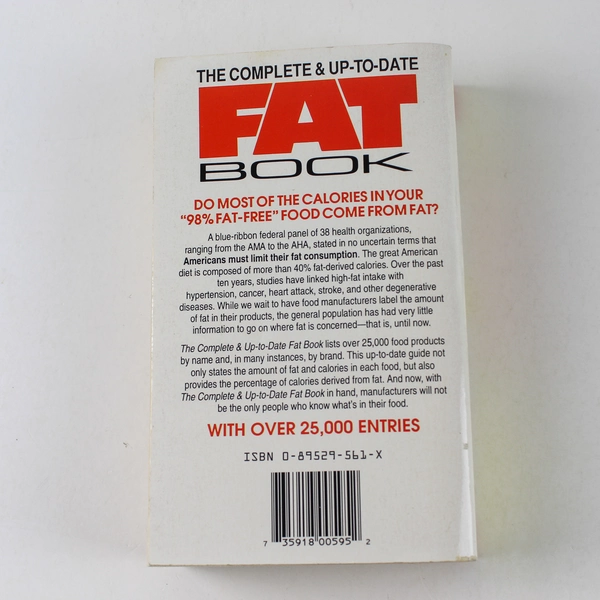 THE COMPLETE & UP-TO-DATE
FAT
BOOK
DO MOST OF THE CALORIES IN YOUR
"98% FAT-FREE" FOOD COME FROM FAT?
A blue-ribbon federal panel of 38 health organizations,
ranging from the AMA to the AHA, stated in no uncertain terms that
Americans must limit their fat consumption. The great American
diet is composed of more than 40% fat-derived calories. Over the past
ten years, studies have linked high-fat intake with
hypertension, cancer, heart attack, stroke, and other degenerative
diseases. While we wait to have food manufacturers label the amount
of fat in their products, the general population has had very little
information to go on where fat is concerned—that is, until now.
The Complete & Up-to-Date Fat Book lists over 25,000 food products
by name and, in many instances, by brand. This up-to-date guide not
only states the amount of fat and calories in each food, but also
provides the percentage of calories derived from fat. And now, with
The Complete & Up-to-Date Fat Book in hand, manufacturers will not
be the only people who know what's in their food.
WITH OVER 25,000 ENTRIES
ISBN 0-89529-561-X
7 35918 00595 2